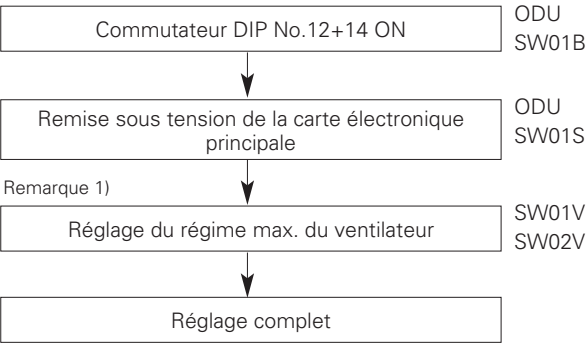 Commutateur DIP No.12+14 ON
ODU
SW01B
Remise sous tension de la carte électronique
principale
ODU
SW01S
Remarque 1)
Réglage du régime max. du ventilateur
SW01V
SW02V
Réglage complet